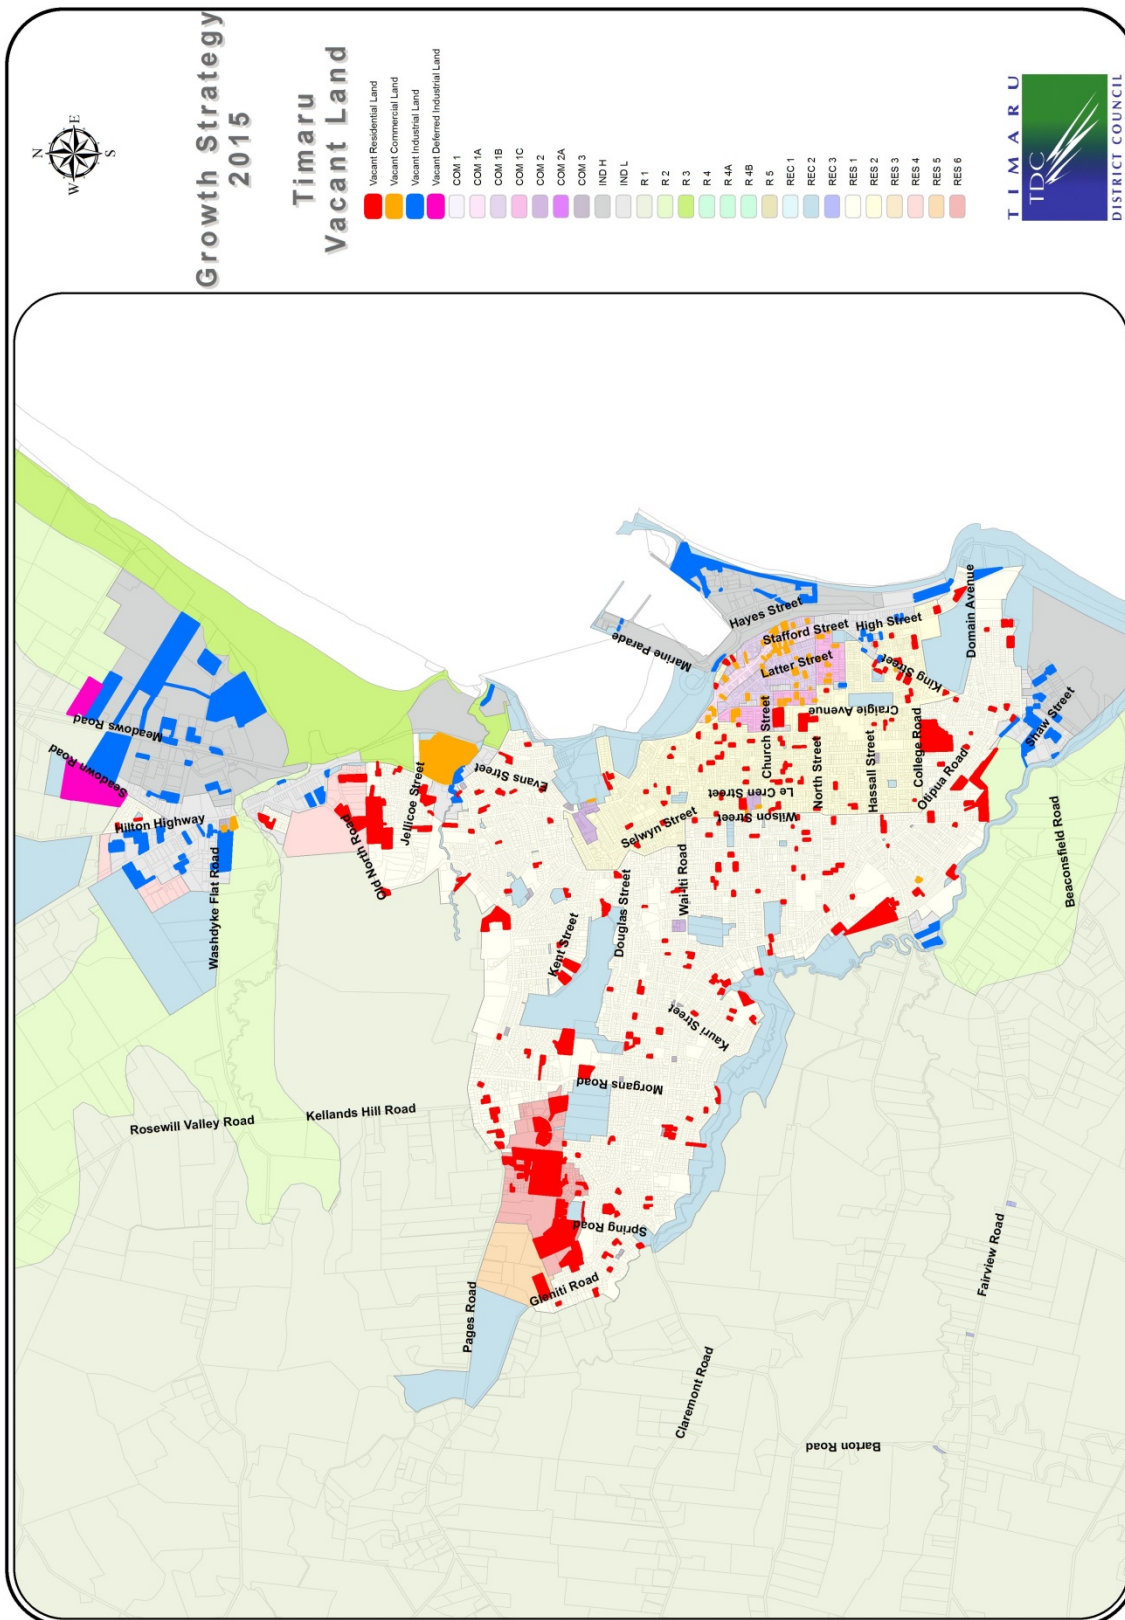 Growth Strategy
2015
Timaru
Vacant Land
N
W
E
S
Vacant Residential Land
Vacant Commercial Land
Vacant Industrial Land
Vacant Deferred Industrial Land
COM 1
COM 1A
COM 1B
COM 1C
COM 2
COM 2A
COM 3
IND H
IND L
R 1
R 2
R 3
R 4
R 4A
R 4B
R 5
REC 1
REC 2
REC 3
RES 1
RES 2
RES 3
RES 4
RES 5
RES 6
TIMARU
TDC
DISTRICT COUNCIL
Seadown Road
Meadows Road
Hilton Highway
Washdyke Flat Road
Old North Road
Jellicoe Street
Evans Street
Rosewill Valley Road
Kellands Hill Road
Pages Road
Gleniti Road
Spring Road
Morgans Road
Kent Street
Douglas Street
Selwyn Street
Wai-iti Road
Kauri Street
Marine Parade
Hayes Street
Stafford Street
Latter Street
Church Street
Le Cren Street
Wilson Street
North Street
Craigie Avenue
High Street
King Street
Hassall Street
College Road
Otipua Road
Domain Avenue
Shaw Street
Beaconsfield Road
Claremont Road
Barton Road
Fairview Road